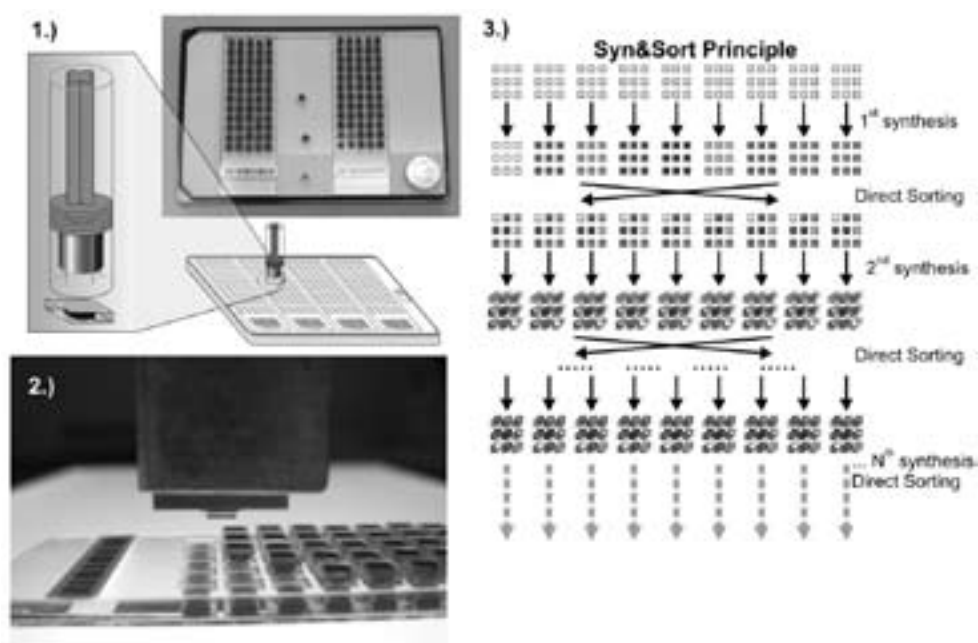 1.)
2.)
3.)
Syn&Sort Principle
1st synthesis
Direct Sorting
2nd synthesis
Direct Sorting
... Nth synthesis.
Direct Sorting